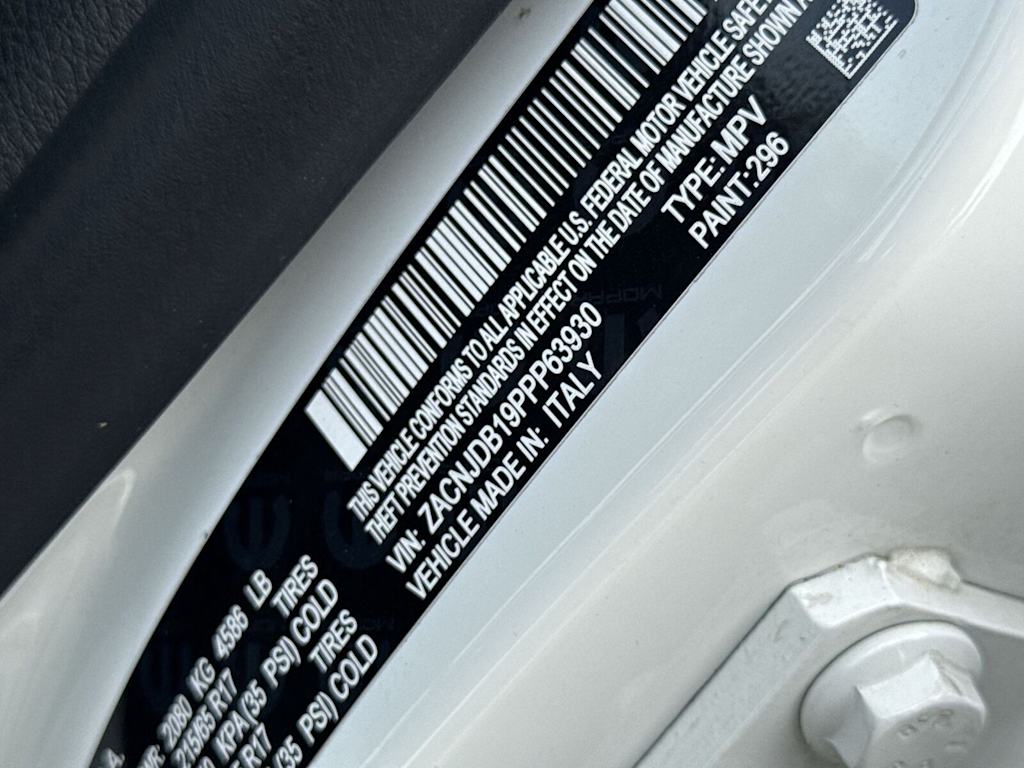 2080 KG 4586 LB
215/65 R17 TIRES
KPA (35 PSI) COLD
R17 TIRES
(35 PSI) COLD
THIS VEHICLE CONFORMS TO ALL APPLICABLE U.S. FEDERAL MOTOR VEHICLE
THEFT PREVENTION STANDARDS IN EFFECT ON THE DATE OF MANUFACTURE SHOWN
VIN: ZACNJDB19PPP63930
TYPE: MPV
VEHICLE MADE IN: ITALY
PAINT: 296